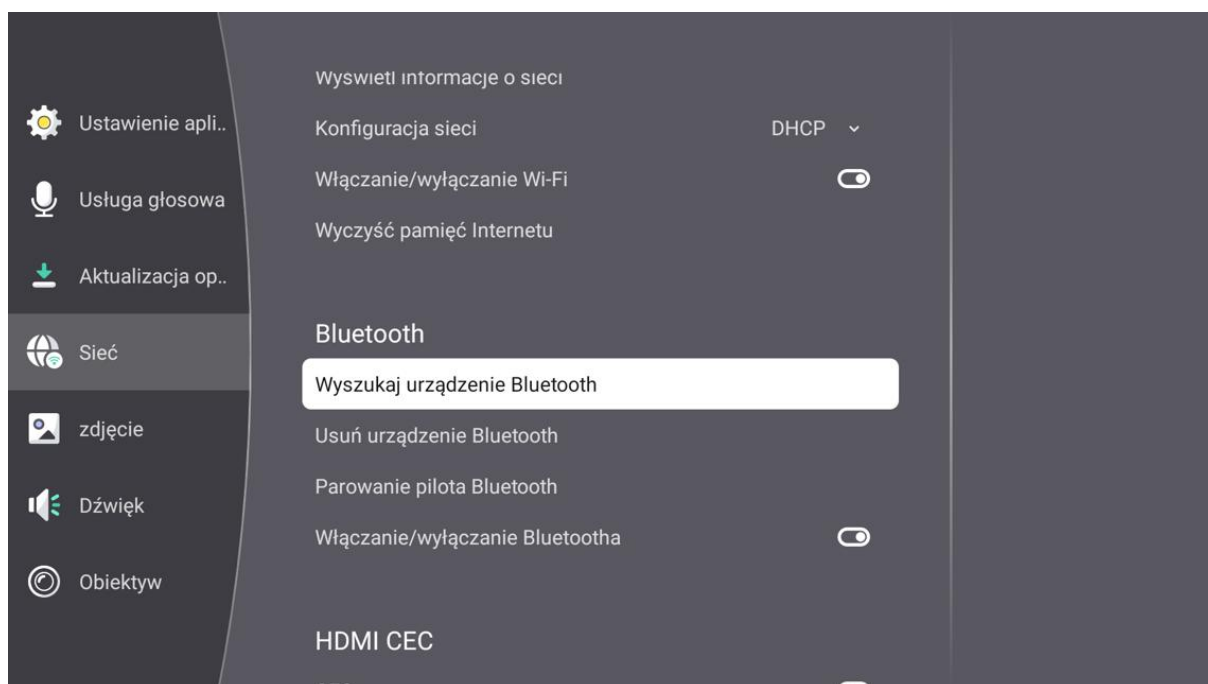 Wyświetl informacje o sieci
Ustawienie apli..
Konfiguracja sieci DHCP
Włączanie/wyłączanie Wi-Fi
Usługa głosowa
Wyczyść pamięć Internetu
Aktualizacja op..
Bluetooth
Sieć
Wyszukaj urządzenie Bluetooth
zdjęcie
Usuń urządzenie Bluetooth
Parowanie pilota Bluetooth
Dźwięk
Włączanie/wyłączanie Bluetootha
Obiektyw
HDMI CEC